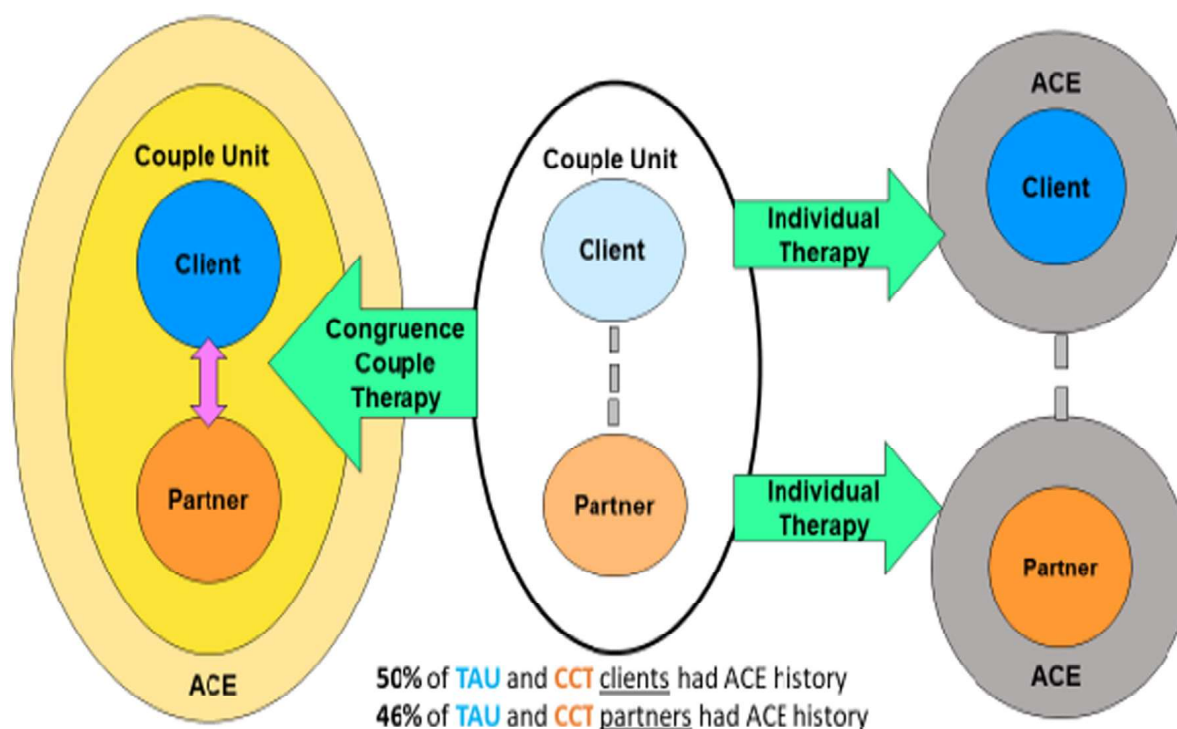 Couple Unit
Client
Partner
ACE
Congruence
Couple
Therapy
Couple Unit
Client
Partner
Individual
Therapy
Individual
Therapy
ACE
Client
Partner
ACE
50% of TAU and CCT clients had ACE history
46% of TAU and CCT partners had ACE history